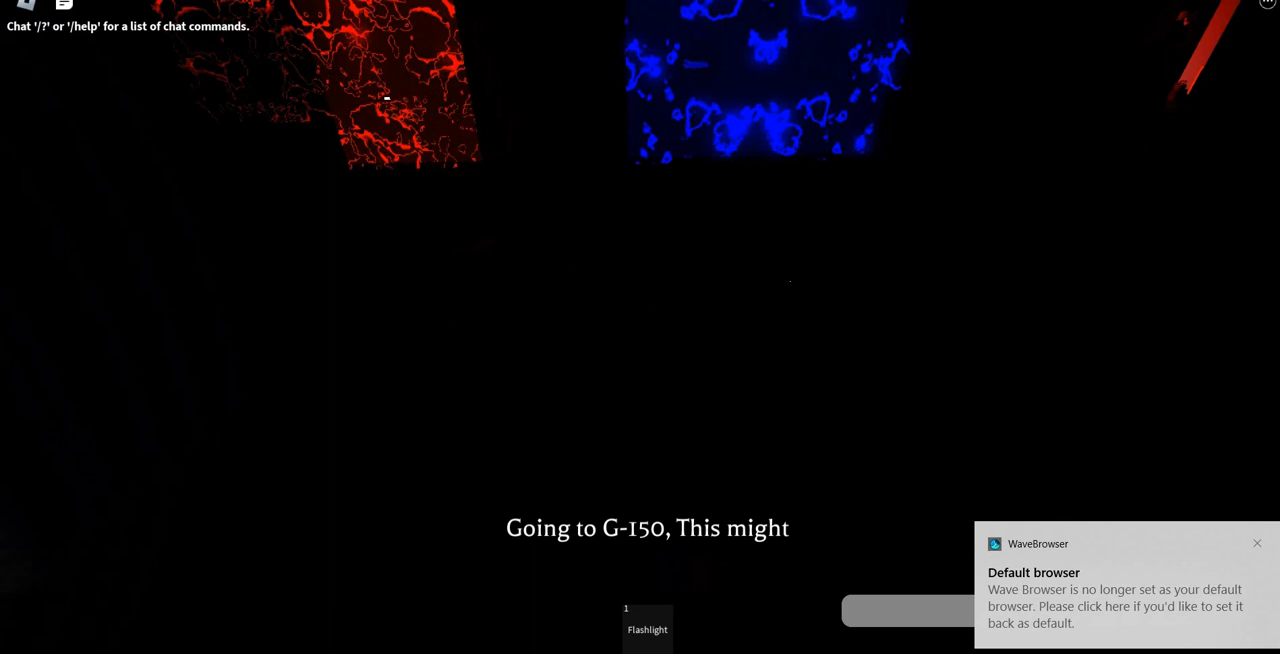 Chat '/?' or '/help' for a list of chat commands.
Going to G-150, This might
WaveBrowser
Default browser
Wave Browser is no longer set as your default
browser. Please click here if you'd like to set it
back as default.
1
Flashlight